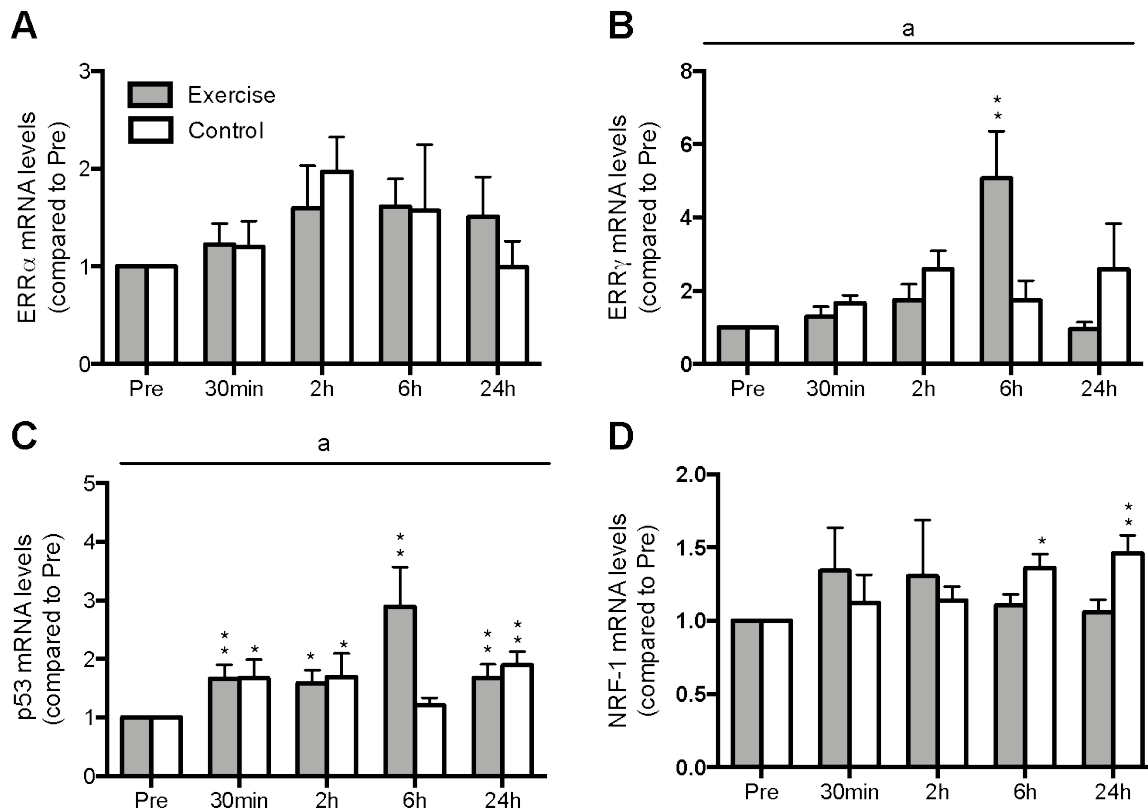 A
ERRα mRNA levels
(compared to Pre)
3
2
1
0
Exercise
Control
Pre 30min 2h 6h 24h
B
a
ERRγ mRNA levels
(compared to Pre)
8
6
4
2
0
* *
Pre 30min 2h 6h 24h
C
a
p53 mRNA levels
(compared to Pre)
5
4
3
2
1
0
* * * * * * * * * * *
Pre 30min 2h 6h 24h
D
NRF-1 mRNA levels
(compared to Pre)
2.0
1.5
1.0
0.5
0.0
* * *
Pre 30min 2h 6h 24h